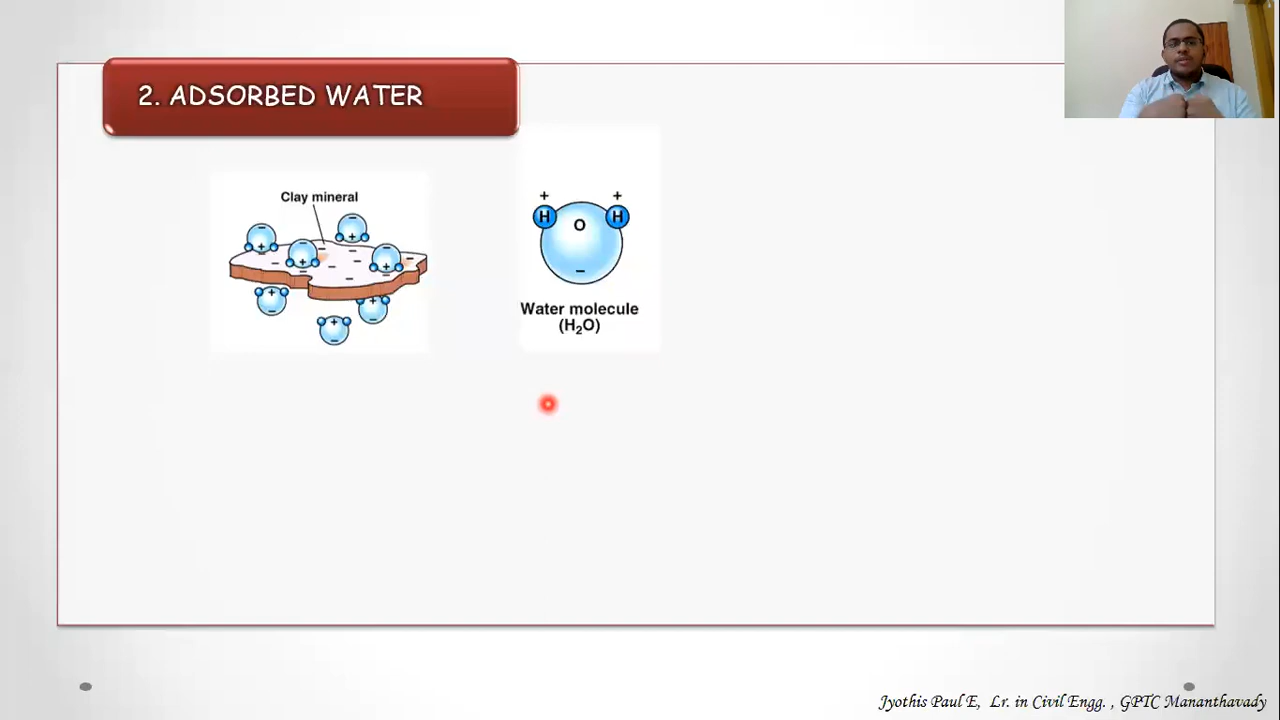 2. ADSORBED WATER
Clay mineral
+ +
H O H
−
Water molecule
(H₂O)
Jyothis Paul E, Lr. in Civil Engg. , GPTC Mananthavady